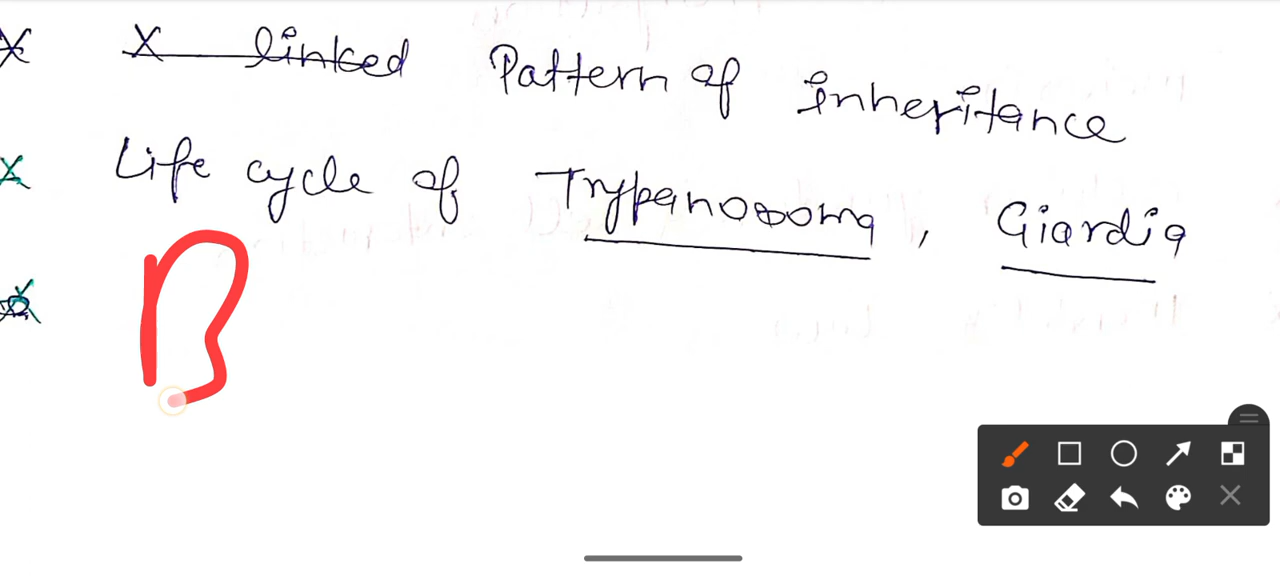 X linked Pattern of inheritance
Life cycle of Trypanosoma, Giardia
B